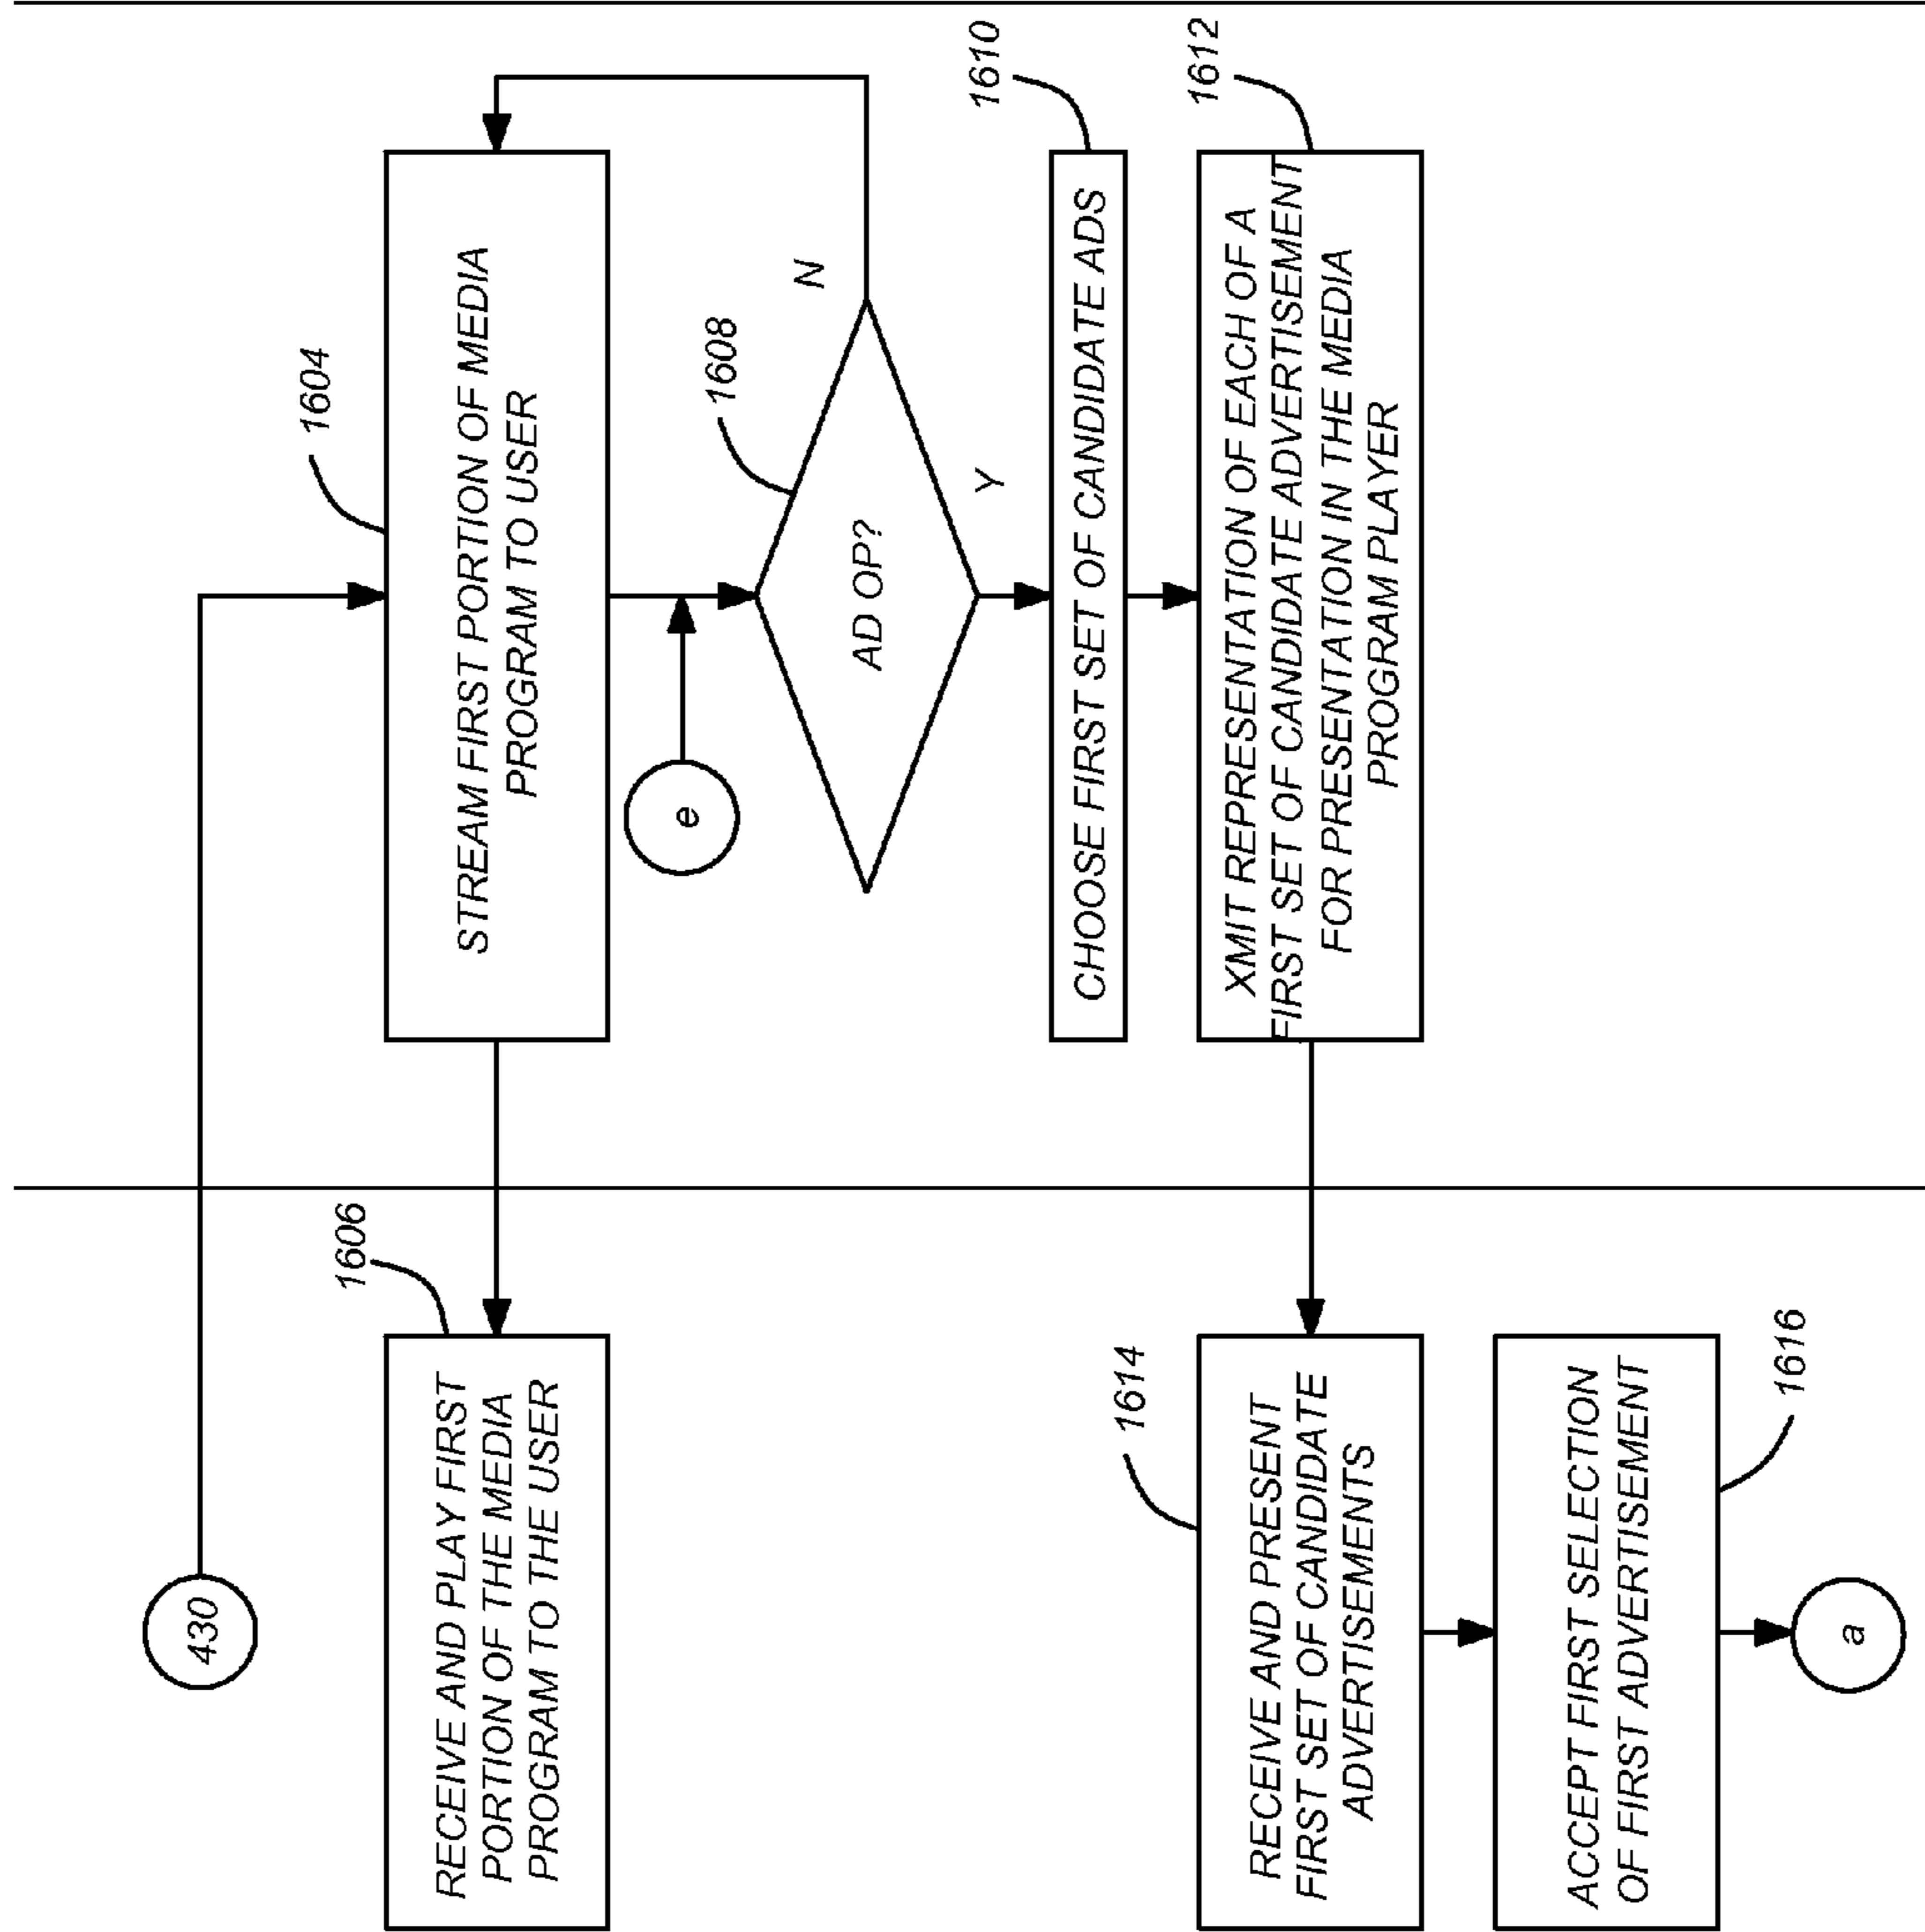 430
1604
STREAM FIRST PORTION OF MEDIA
PROGRAM TO USER
1606
RECEIVE AND PLAY FIRST
PORTION OF THE MEDIA
PROGRAM TO THE USER
e
1608
AD OP?
N
Y
1610
CHOOSE FIRST SET OF CANDIDATE ADS
1612
XMIT REPRESENTATION OF EACH OF A
FIRST SET OF CANDIDATE ADVERTISEMENT
FOR PRESENTATION IN THE MEDIA
PROGRAM PLAYER
1614
RECEIVE AND PRESENT
FIRST SET OF CANDIDATE
ADVERTISEMENTS
ACCEPT FIRST SELECTION
OF FIRST ADVERTISEMENT
1616
a